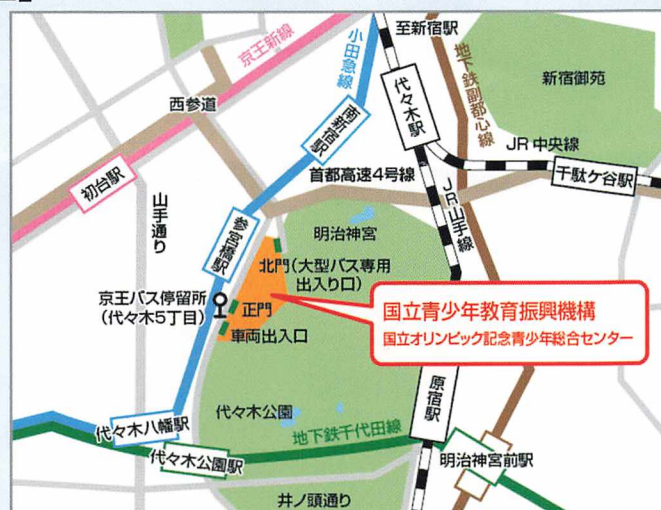 至新宿駅
京王新線
小田急線
地下鉄副都心線
新宿御苑
代々木駅
西参道
南新宿駅
JR中央線
千駄ケ谷駅
首都高速4号線
初台駅
山手通り
JR山手線
参宮橋駅
明治神宮
北門(大型バス専用
出入り口)
京王バス停留所
(代々木5丁目)
正門
車両出入口
国立青少年教育振興機構
国立オリンピック記念青少年総合センター
原宿駅
代々木公園
代々木八幡駅
地下鉄千代田線
代々木公園駅
明治神宮前駅
井ノ頭通り